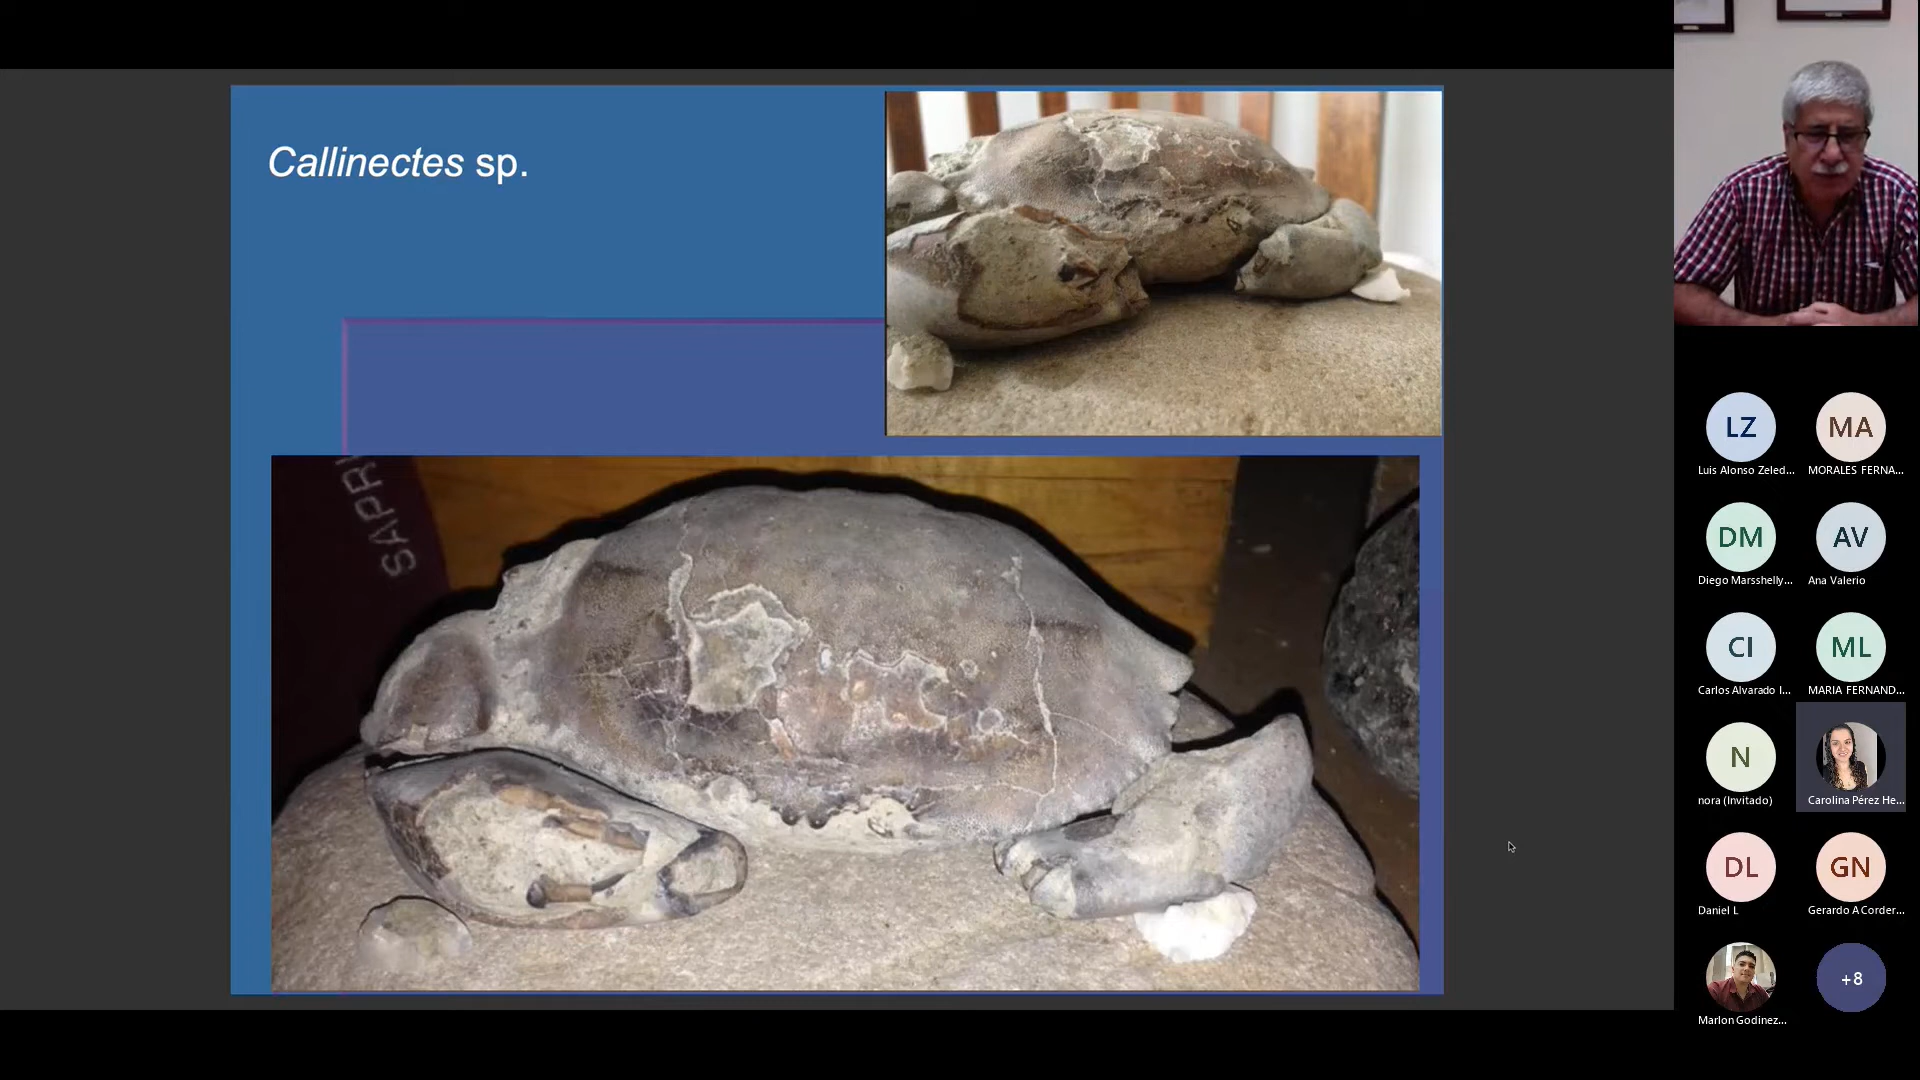 Callinectes sp.
SAPRI
LZ
Luis Alonso Zeled...
MA
MORALES FERNA...
DM
Diego Marsshelly...
AV
Ana Valerio
CI
Carlos Alvarado I...
ML
MARIA FERNAND...
N
nora (Invitado)
Carolina Pérez He...
DL
Daniel L
GN
Gerardo A Corder...
Marlon Godinez...
+8